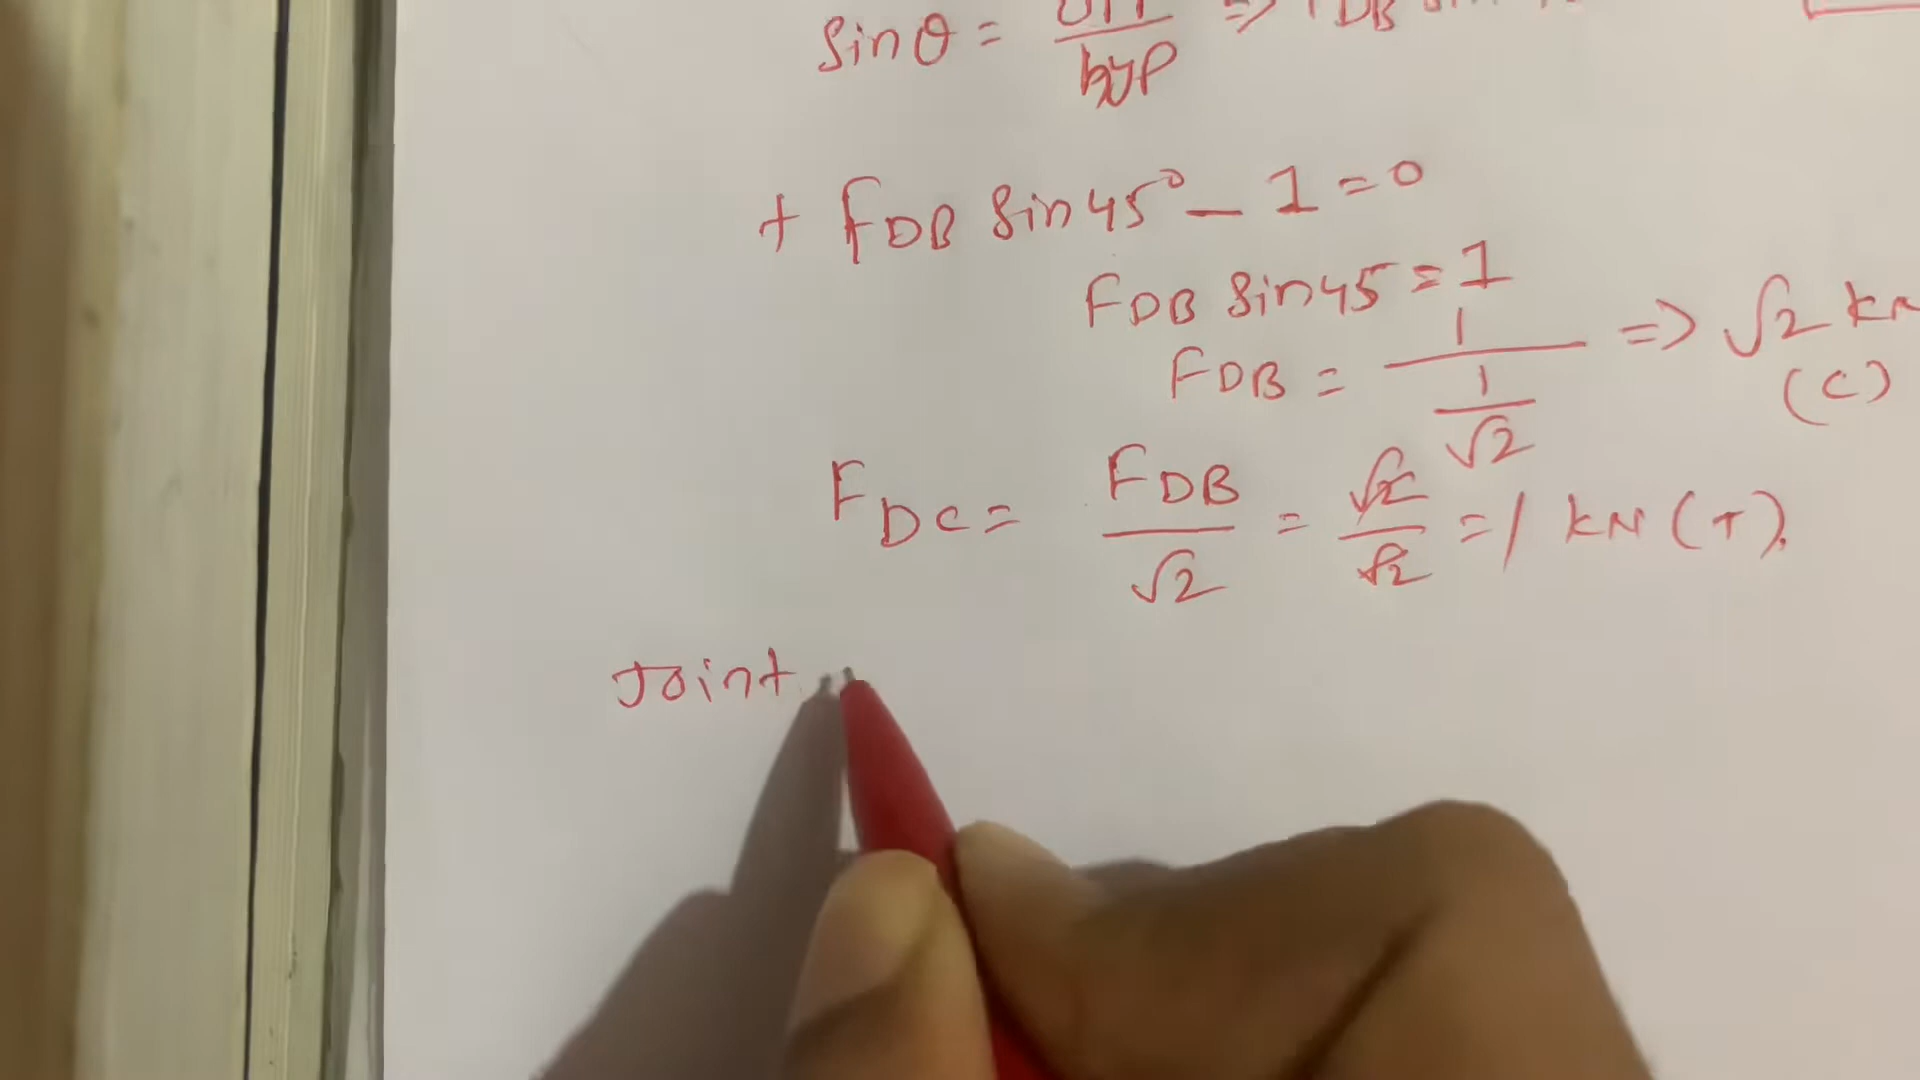 Sinθ = opp/hyp =>
+ FDB Sin45° - 1 = 0
FDB Sin45 = 1
FDB = 1/(1/√2) => √2 kN
(C)
FDC = FDB/√2 = √2/√2 = 1 kN (T).
Joint